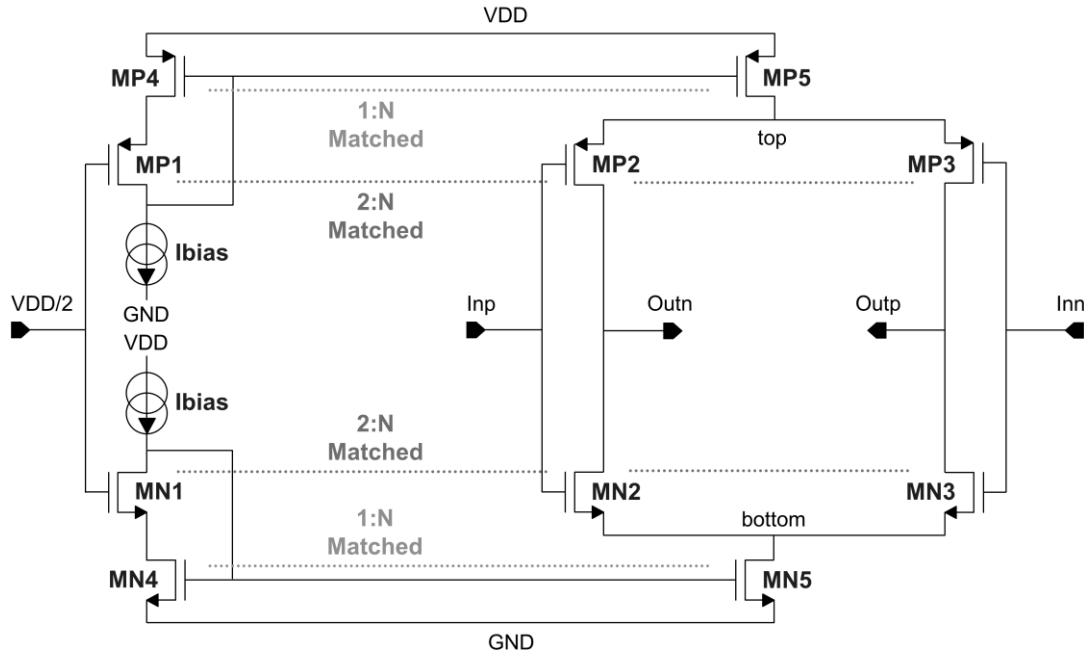 VDD
MP4
MP5
1:N
Matched
top
MP1
MP2
MP3
2:N
Matched
Ibias
VDD/2
GND
Inp
Outn
Outp
Inn
VDD
Ibias
2:N
Matched
MN1
MN2
MN3
1:N
Matched
bottom
MN4
MN5
GND